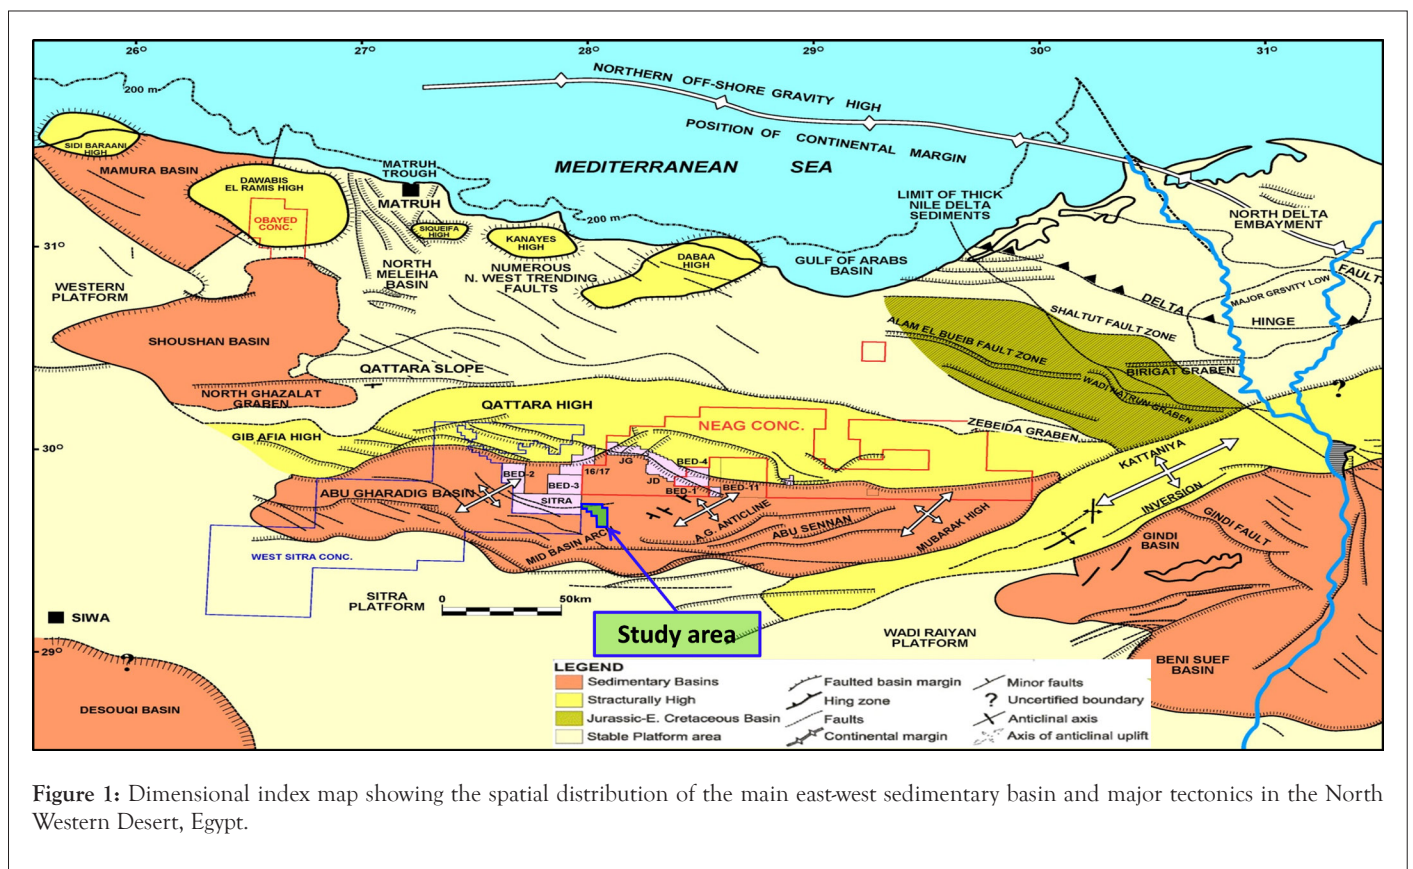 26°
27°
28°
29°
30°
31°
200 m
NORTHERN OFF-SHORE GRAVITY HIGH
POSITION OF CONTINENTAL MARGIN
MEDITERRANEAN SEA
SIDI BARAANI
HIGH
MAMURA BASIN
DAWABIS
EL RAMIS HIGH
OBAYED
CONC.
MATRUH
TROUGH
MATRUH
SIQUEIFA
HIGH
200 m
KANAYES
HIGH
DABAA
HIGH
LIMIT OF THICK
NILE DELTA
SEDIMENTS
GULF OF ARABS
BASIN
NORTH DELTA
EMBAYMENT
31°
WESTERN
PLATFORM
NORTH
MELEIHA
BASIN
NUMEROUS
N. WEST TRENDING
FAULTS
FAULTS
MAJOR GRSVITY LOW
DELTA
HINGE
SHALTUT FAULT ZONE
SHOUSHAN BASIN
QATTARA SLOPE
ALAM EL BUEIB FAULT ZONE
BIRIGAT GRABEN
WADI NATRUN GRABEN
?
NORTH GHAZALAT
GRABEN
QATTARA HIGH
NEAG CONC.
ZEBEIDA GRABEN
30°
GIB AFIA HIGH
KATTANIYA
INVERSION
JG
BED-4
16/17
BED-2
BED-3
JD
BED-1
BED-11
SITRA
ABU GHARADIG BASIN
A.G. ANTICLINE
ABU SENNAN
MUBARAK HIGH
MID BASIN ARC
GINDI FAULT
GINDI
BASIN
WEST SITRA CONC.
SITRA
PLATFORM
0
50km
SIWA
Study area
WADI RAIYAN
PLATFORM
29°
?
BENI SUEF
BASIN
DESOUQI BASIN
LEGEND
Sedimentary Basins
Stracturally High
Jurassic-E. Cretaceous Basin
Stable Platform area
Faulted basin margin
Hing zone
Faults
Continental margin
Minor faults
? Uncertified boundary
Anticlinal axis
Axis of anticlinal uplift
Figure 1: Dimensional index map showing the spatial distribution of the main east-west sedimentary basin and major tectonics in the North
Western Desert, Egypt.